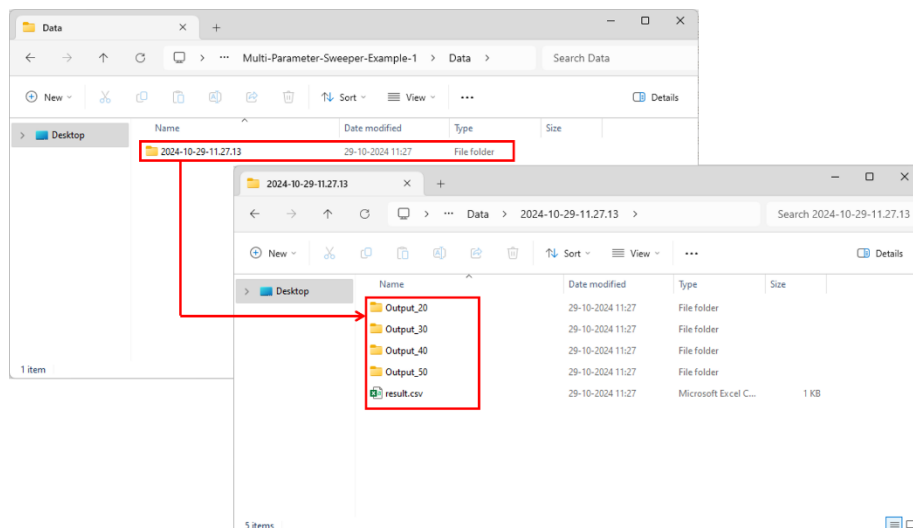 Data
Multi-Parameter-Sweeper-Example-1 > Data >
Search Data
New
Sort
View
Details
Desktop
Name
Date modified
Type
Size
2024-10-29-11.27.13
29-10-2024 11:27
File folder
1 item
2024-10-29-11.27.13
Data > 2024-10-29-11.27.13 >
Search 2024-10-29-11.27.13
New
Sort
View
Details
Desktop
Name
Date modified
Type
Size
Output_20
29-10-2024 11:27
File folder
Output_30
29-10-2024 11:27
File folder
Output_40
29-10-2024 11:27
File folder
Output_50
29-10-2024 11:27
File folder
result.csv
29-10-2024 11:27
Microsoft Excel C...
1 KB
5 items